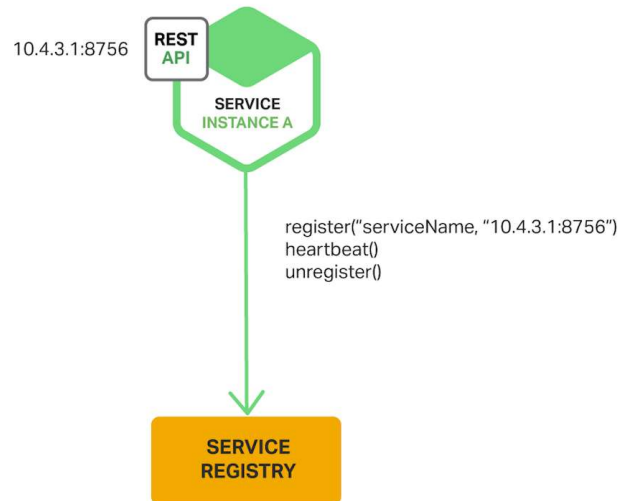 10.4.3.1:8756
REST
API
SERVICE
INSTANCE A
register(“serviceName, “10.4.3.1:8756”)
heartbeat()
unregister()
SERVICE
REGISTRY